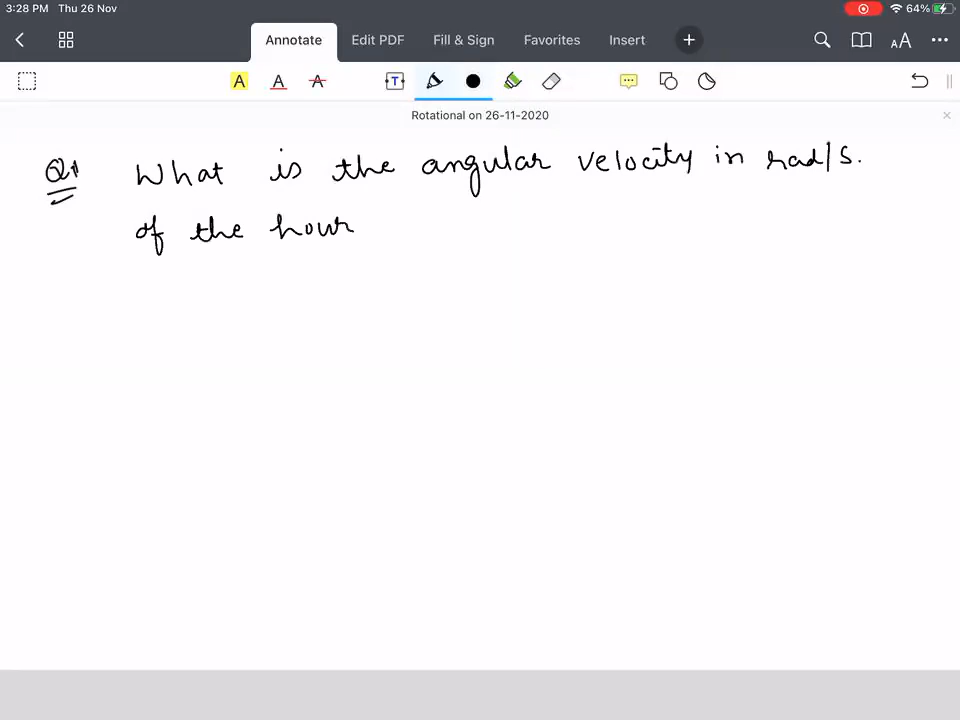 3:28 PM Thu 26 Nov 64%
Annotate Edit PDF Fill & Sign Favorites Insert
Rotational on 26-11-2020
Q1 What is the angular velocity in rad/s.
of the hour